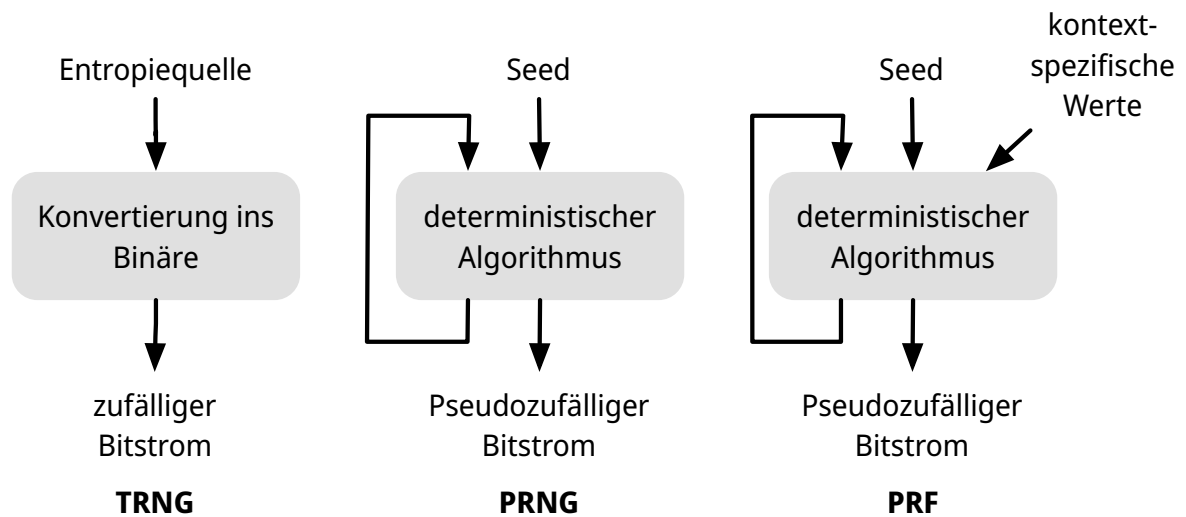 Entropiequelle
Konvertierung ins
Binäre
zufälliger
Bitstrom
TRNG
Seed
deterministischer
Algorithmus
Pseudozufälliger
Bitstrom
PRNG
Seed
kontext-
spezifische
Werte
deterministischer
Algorithmus
Pseudozufälliger
Bitstrom
PRF